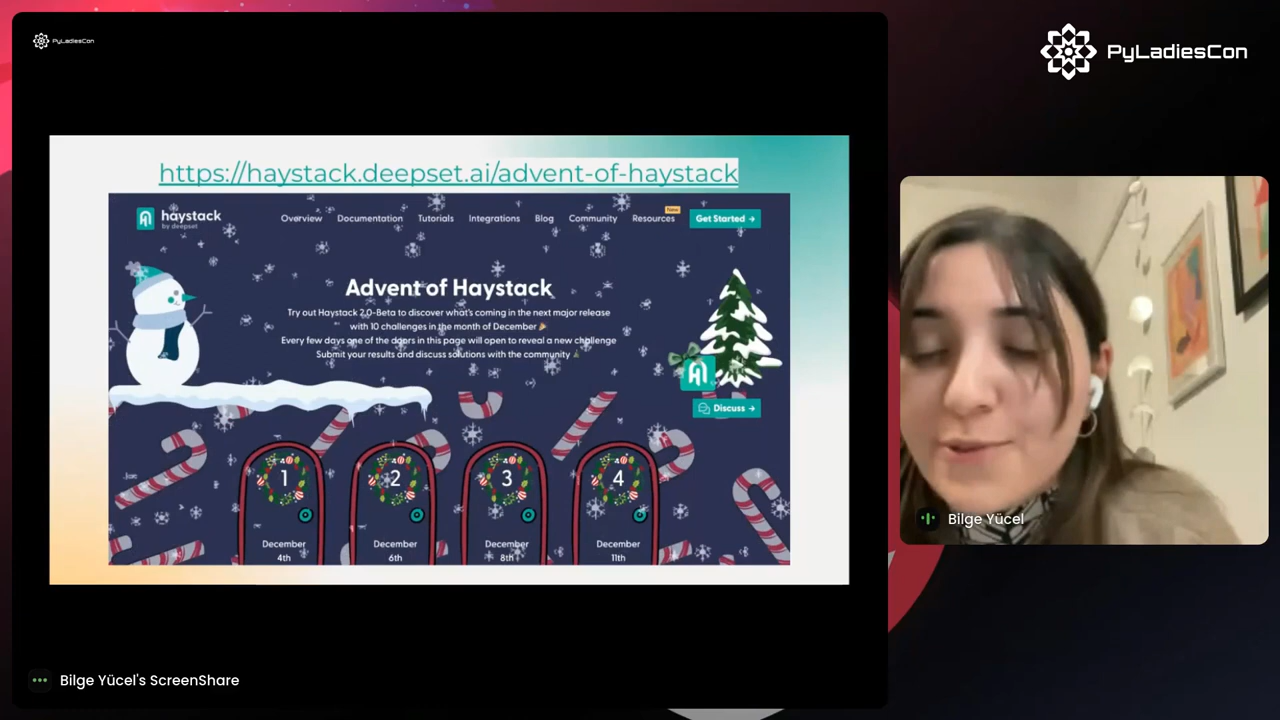 PyLadiesCon
PyLadiesCon
https://haystack.deepset.ai/advent-of-haystack
haystack
by deepset
Overview
Documentation
Tutorials
Integrations
Blog
Community
Resources
New
Get Started →
Advent of Haystack
Try out Haystack 2.0-Beta to discover what's coming in the next major release
with 10 challenges in the month of December 🎉
Every few days one of the doors in this page will open to reveal a new challenge
Submit your results and discuss solutions with the community 🎄
Discuss →
1
2
3
4
December
4th
December
6th
December
8th
December
11th
Bilge Yücel
Bilge Yücel's ScreenShare